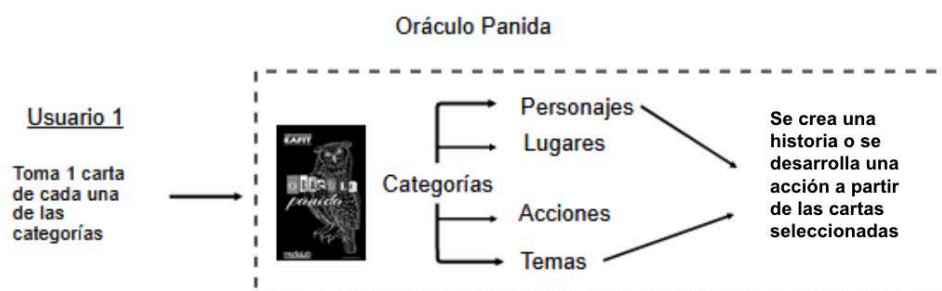 Oráculo Panida
Usuario 1
Toma 1 carta
de cada una
de las
categorías
EAFIT
panida
Categorías
Personajes
Lugares
Acciones
Temas
Se crea una
historia o se
desarrolla una
acción a partir
de las cartas
seleccionadas